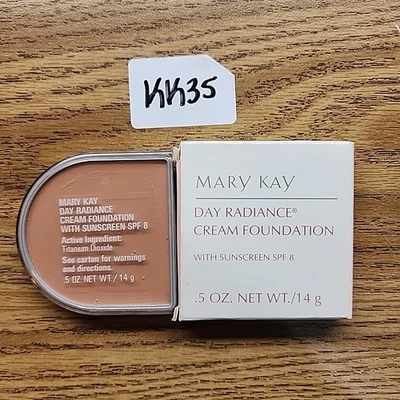 KK35
MARY KAY
DAY RADIANCE
CREAM FOUNDATION
WITH SUNSCREEN SPF 8
Active Ingredient:
Titanium Dioxide
See carton for warnings
and directions.
.5 OZ. NET WT./14 g
MARY KAY
DAY RADIANCE®
CREAM FOUNDATION
WITH SUNSCREEN SPF 8
.5 OZ. NET WT./14 g